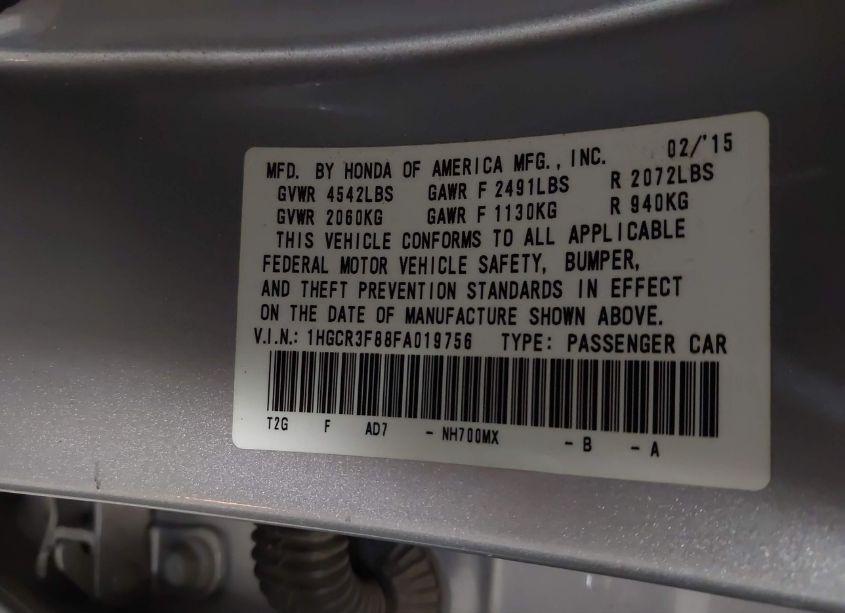 MFD. BY HONDA OF AMERICA MFG., INC. 02/'15
GVWR 4542LBS GAWR F 2491LBS R 2072LBS
GVWR 2060KG GAWR F 1130KG R 940KG
THIS VEHICLE CONFORMS TO ALL APPLICABLE
FEDERAL MOTOR VEHICLE SAFETY, BUMPER,
AND THEFT PREVENTION STANDARDS IN EFFECT
ON THE DATE OF MANUFACTURE SHOWN ABOVE.
V.I.N.: 1HGCR3F88FA019756 TYPE: PASSENGER CAR
T2G F AD7 - NH700MX - B - A